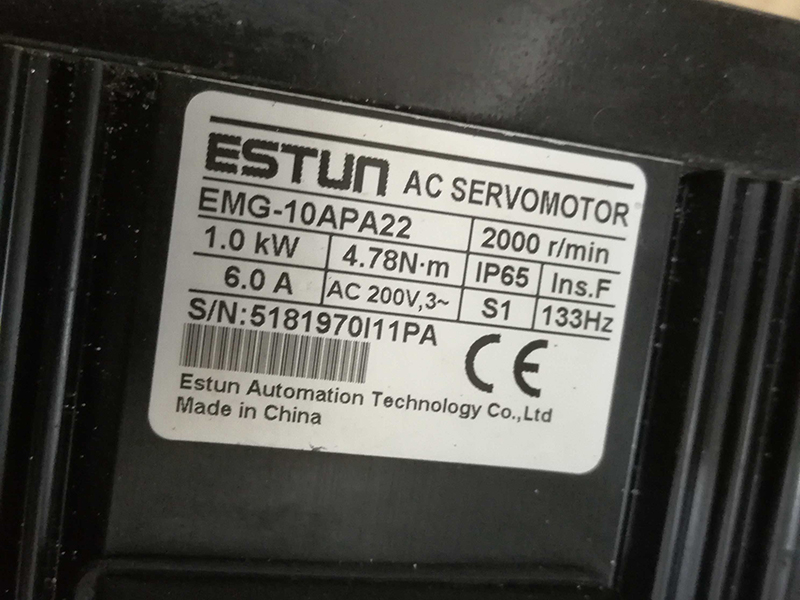 ESTUN AC SERVOMOTOR
EMG-10APA22 2000 r/min
1.0 kW 4.78N·m IP65 Ins.F
6.0 A AC 200V,3~ S1 133Hz
S/N:5181970I11PA
CE
Estun Automation Technology Co.,Ltd
Made in China